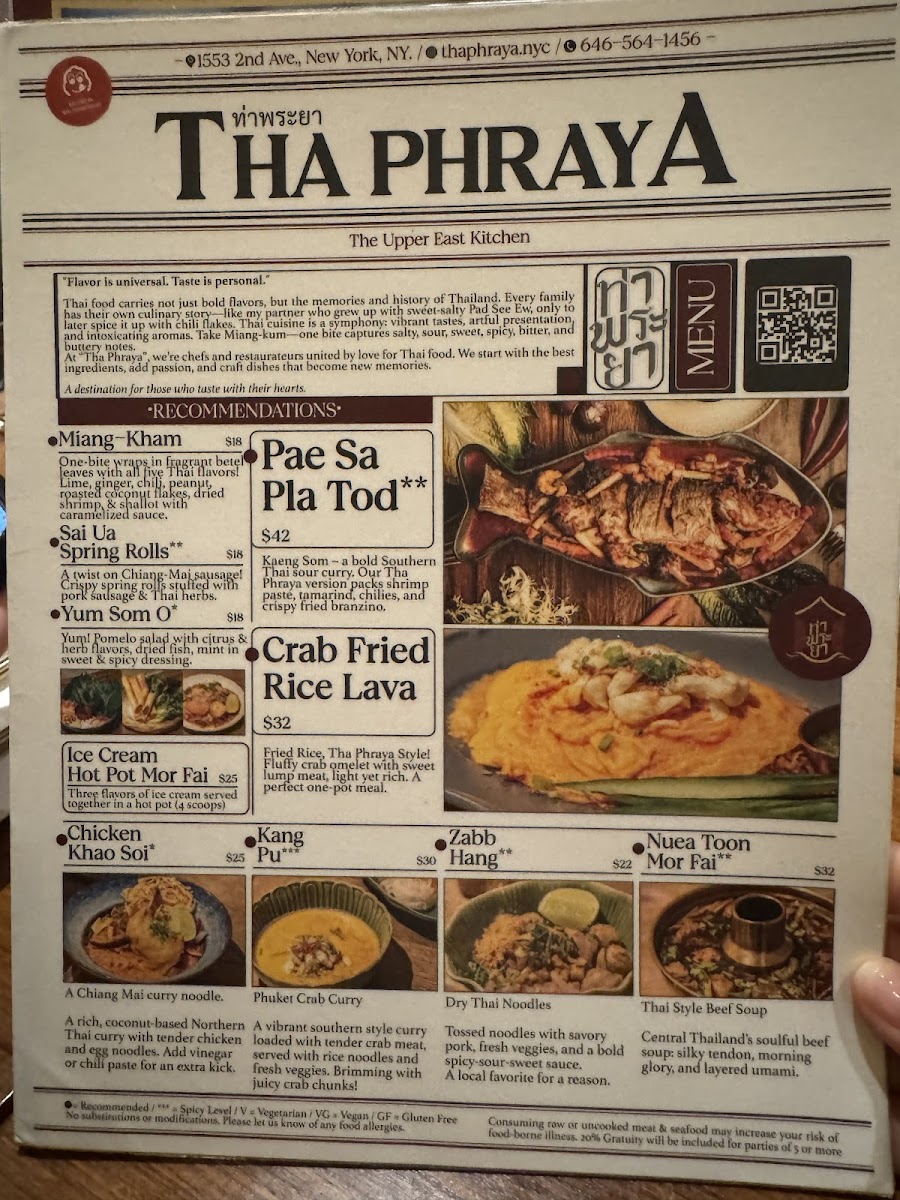 1553 2nd Ave., New York, NY. / thaphraya.nyc / 646-564-1456 -
ท่าพระยา
THA PHRAYA
The Upper East Kitchen
"Flavor is universal. Taste is personal."
Thai food carries not just bold flavors, but the memories and history of Thailand. Every family
has their own culinary story—like my partner who grew up with sweet-salty Pad See Ew, only to
later spice it up with chili flakes. Thai cuisine is a symphony: vibrant tastes, artful presentation,
and intoxicating aromas. Take Miang-kum—one bite captures salty, sour, sweet, spicy, bitter, and
buttery notes.
At "Tha Phraya", we're chefs and restaurateurs united by love for Thai food. We start with the best
ingredients, add passion, and craft dishes that become new memories.
A destination for those who taste with their hearts.
ท่า
พระ
ยา
MENU
•RECOMMENDATIONS•
•Miang-Kham $18
One-bite wraps in fragrant betel
leaves with all five Thai flavors!
Lime, ginger, chili, peanut,
roasted coconut flakes, dried
shrimp, & shallot with
caramelized sauce.
•Sai Ua
Spring Rolls** $18
A twist on Chiang-Mai sausage!
Crispy spring rolls stuffed with
pork sausage & Thai herbs.
•Yum Som O* $18
Yum! Pomelo salad with citrus &
herb flavors, dried fish, mint in
sweet & spicy dressing.
Ice Cream
Hot Pot Mor Fai $25
Three flavors of ice cream served
together in a hot pot (4 scoops)
•Pae Sa
Pla Tod**
$42
Kaeng Som – a bold Southern
Thai sour curry. Our Tha
Phraya version packs shrimp
paste, tamarind, chilies, and
crispy fried branzino.
•Crab Fried
Rice Lava
$32
Fried Rice, Tha Phraya Style!
Fluffy crab omelet with sweet
lump meat, light yet rich. A
perfect one-pot meal.
ท่า
พระ
ยา
•Chicken
Khao Soi* $25
A Chiang Mai curry noodle.
A rich, coconut-based Northern
Thai curry with tender chicken
and egg noodles. Add vinegar
or chili paste for an extra kick.
•Kang
Pu*** $30
Phuket Crab Curry
A vibrant southern style curry
loaded with tender crab meat,
served with rice noodles and
fresh veggies. Brimming with
juicy crab chunks!
•Zabb
Hang** $22
Dry Thai Noodles
Tossed noodles with savory
pork, fresh veggies, and a bold
spicy-sour-sweet sauce.
A local favorite for a reason.
•Nuea Toon
Mor Fai** $32
Thai Style Beef Soup
Central Thailand's soulful beef
soup: silky tendon, morning
glory, and layered umami.
•= Recommended / *** = Spicy Level / V = Vegetarian / VG = Vegan / GF = Gluten Free
No substitutions or modifications. Please let us know of any food allergies.
Consuming raw or uncooked meat & seafood may increase your risk of
food-borne illness. 20% Gratuity will be included for parties of 5 or more